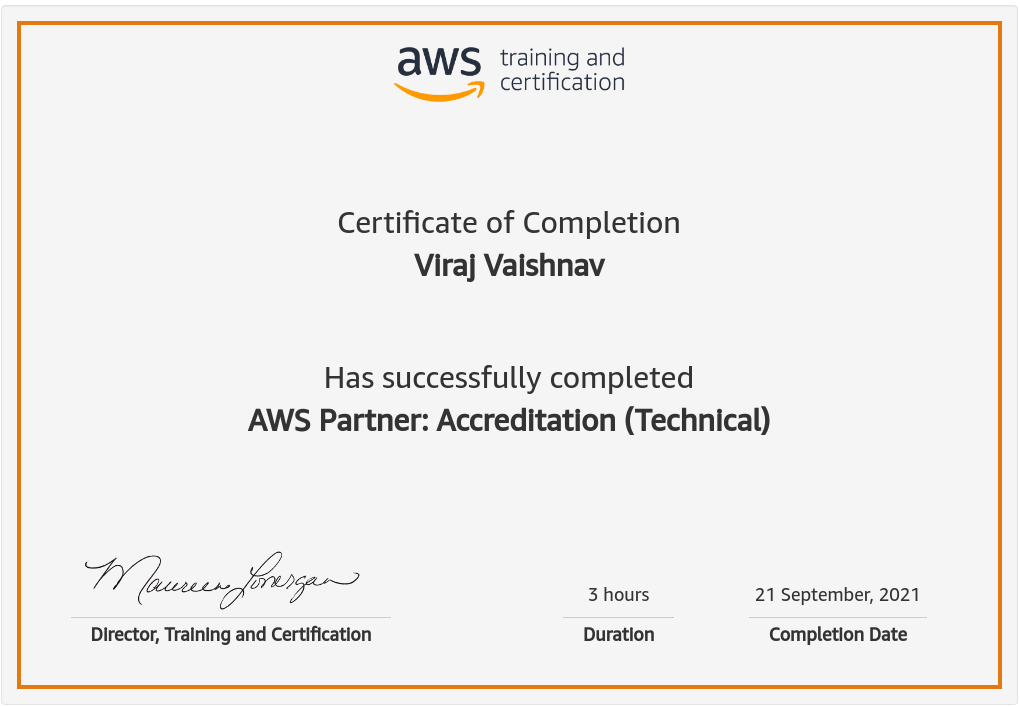 aws training and
certification
Certificate of Completion
Viraj Vaishnav
Has successfully completed
AWS Partner: Accreditation (Technical)
Maureen Lonergan
Director, Training and Certification
3 hours
Duration
21 September, 2021
Completion Date